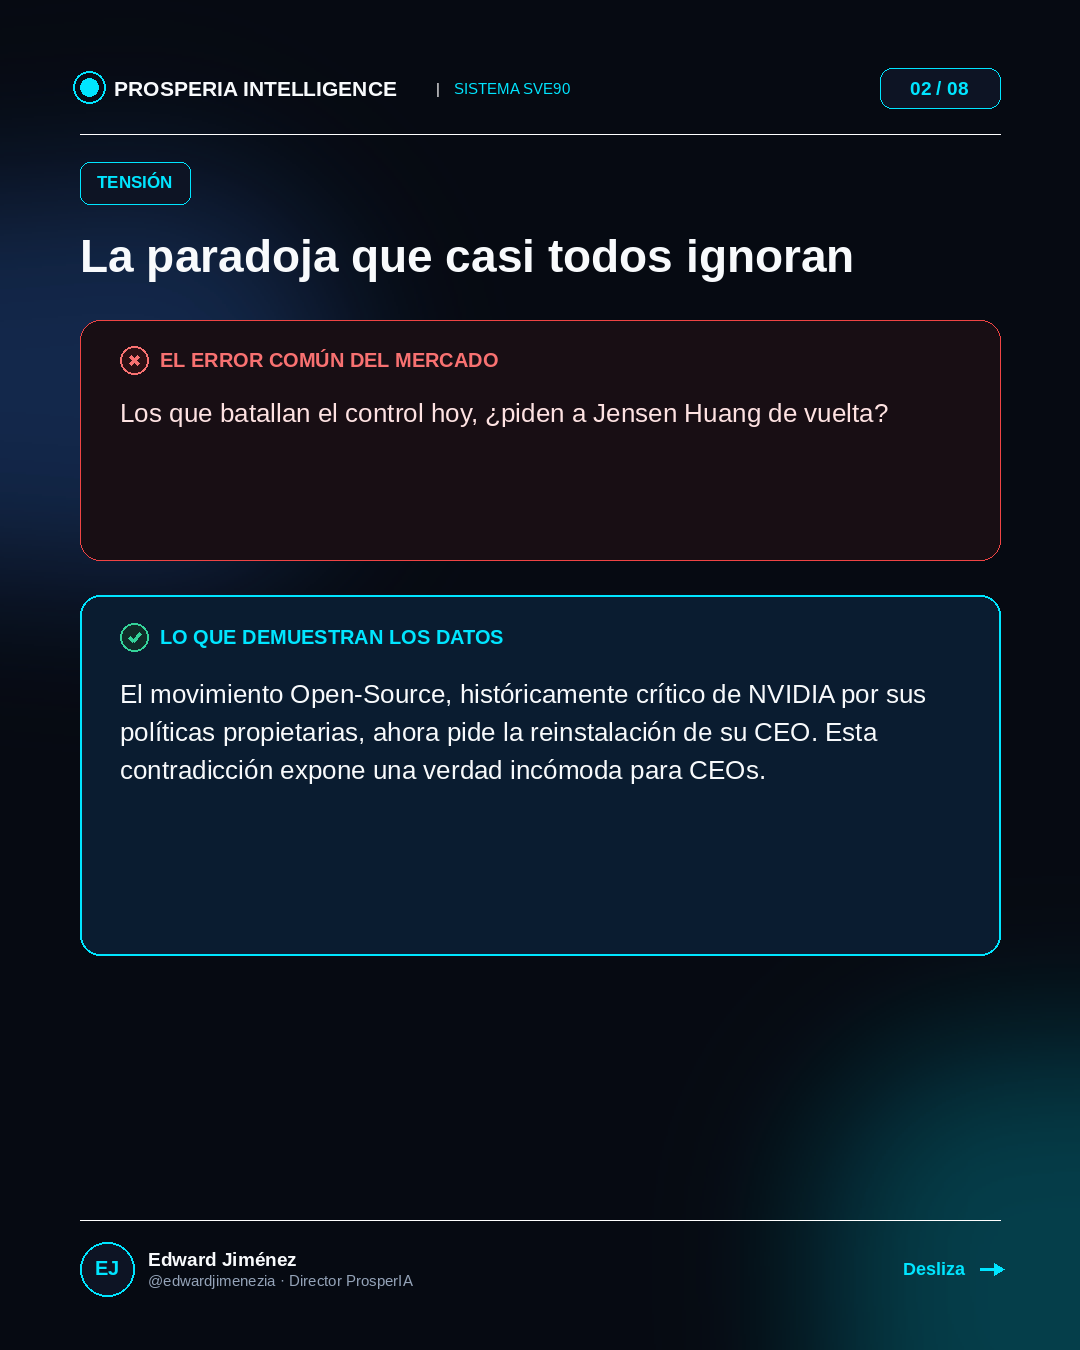 PROSPERIA INTELLIGENCE | SISTEMA SVE90
02 / 08
TENSIÓN
La paradoja que casi todos ignoran
EL ERROR COMÚN DEL MERCADO
Los que batallan el control hoy, ¿piden a Jensen Huang de vuelta?
LO QUE DEMUESTRAN LOS DATOS
El movimiento Open-Source, históricamente crítico de NVIDIA por sus
políticas propietarias, ahora pide la reinstalación de su CEO. Esta
contradicción expone una verdad incómoda para CEOs.
EJ
Edward Jiménez
@edwardjimenezia · Director ProsperIA
Desliza